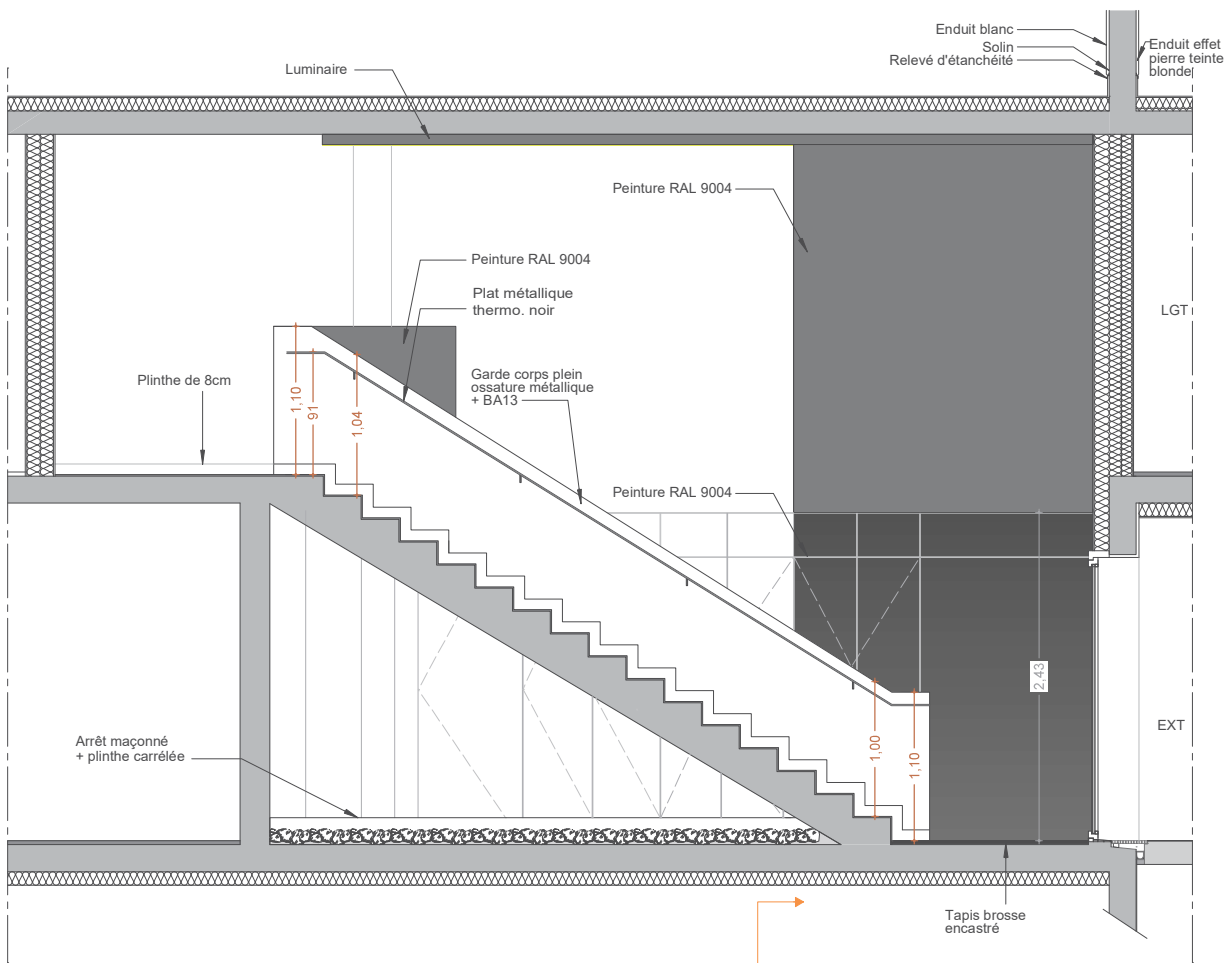 Enduit blanc
Solin
Relevé d'étanchéité
Enduit effet
pierre teinte
blonde
Luminaire
Peinture RAL 9004
Peinture RAL 9004
Plat métallique
thermo. noir
LGT
Plinthe de 8cm
Garde corps plein
ossature métallique
+ BA13
1,10
91
1,04
Peinture RAL 9004
2,43
1,00
1,10
EXT
Arrêt maçonné
+ plinthe carrélée
Tapis brosse
encastré